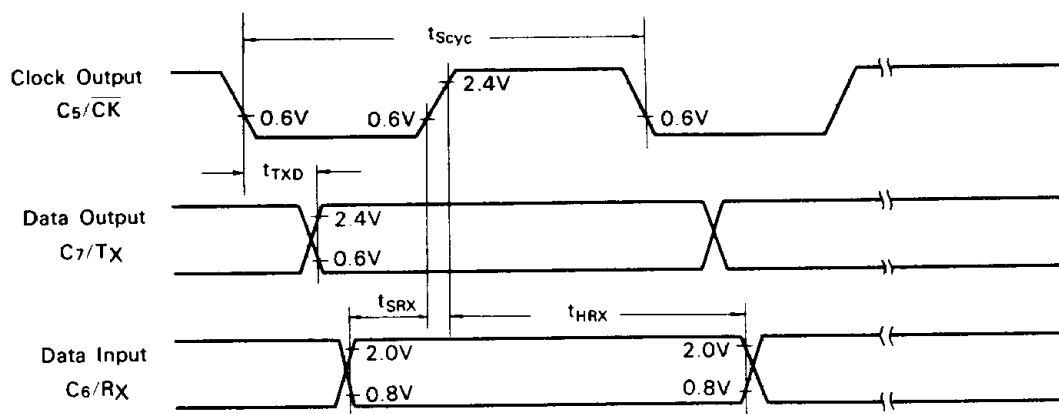 tScyc
Clock Output
C5/CK
2.4V
0.6V
0.6V
0.6V
tTXD
Data Output
C7/Tx
2.4V
0.6V
tSRX
tHRX
Data Input
C6/Rx
2.0V
2.0V
0.8V
0.8V